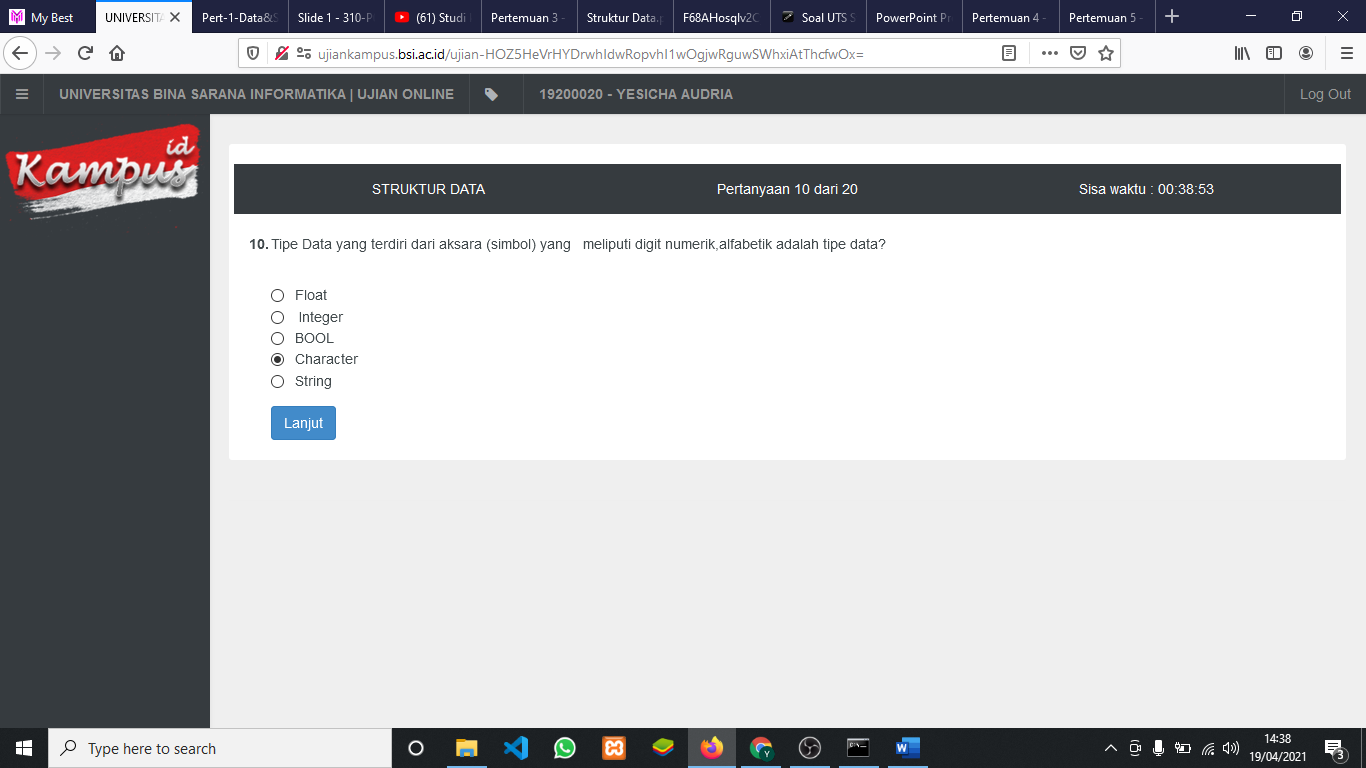 My Best
UNIVERSITA
Pert-1-Data&S
Slide 1 - 310-P
(61) Studi
Pertemuan 3 -
Struktur Data.p
F68AHosqlv2C
Soal UTS S
PowerPoint Pr
Pertemuan 4 -
Pertemuan 5 -
ujiankampus.bsi.ac.id/ujian-HOZ5HeVrHYDrwhIdwRopvhI1wOgjwRguwSWhxiAtThcfwOx=
UNIVERSITAS BINA SARANA INFORMATIKA | UJIAN ONLINE
19200020 - YESICHA AUDRIA
Log Out
Kampus id
STRUKTUR DATA
Pertanyaan 10 dari 20
Sisa waktu : 00:38:53
10. Tipe Data yang terdiri dari aksara (simbol) yang meliputi digit numerik,alfabetik adalah tipe data?
Float
Integer
BOOL
Character
String
Lanjut
Type here to search
14:38
19/04/2021
3